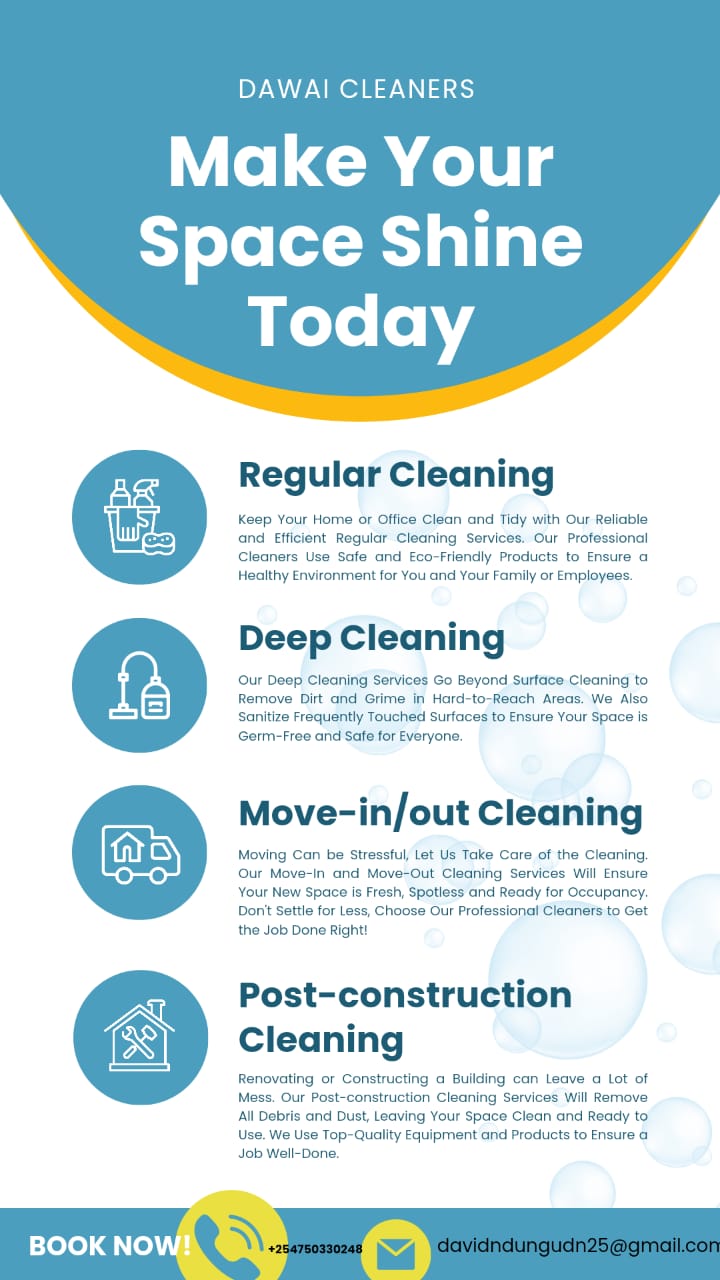 DAWAI CLEANERS
Make Your
Space Shine
Today
Regular Cleaning
Keep Your Home or Office Clean and Tidy with Our Reliable
and Efficient Regular Cleaning Services. Our Professional
Cleaners Use Safe and Eco-Friendly Products to Ensure a
Healthy Environment for You and Your Family or Employees.
Deep Cleaning
Our Deep Cleaning Services Go Beyond Surface Cleaning to
Remove Dirt and Grime in Hard-to-Reach Areas. We Also
Sanitize Frequently Touched Surfaces to Ensure Your Space is
Germ-Free and Safe for Everyone.
Move-in/out Cleaning
Moving Can be Stressful, Let Us Take Care of the Cleaning.
Our Move-In and Move-Out Cleaning Services Will Ensure
Your New Space is Fresh, Spotless and Ready for Occupancy.
Don't Settle for Less, Choose Our Professional Cleaners to Get
the Job Done Right!
Post-construction
Cleaning
Renovating or Constructing a Building can Leave a Lot of
Mess. Our Post-construction Cleaning Services Will Remove
All Debris and Dust, Leaving Your Space Clean and Ready to
Use. We Use Top-Quality Equipment and Products to Ensure a
Job Well-Done.
BOOK NOW!
+254750330248
davidndungudn25@gmail.com